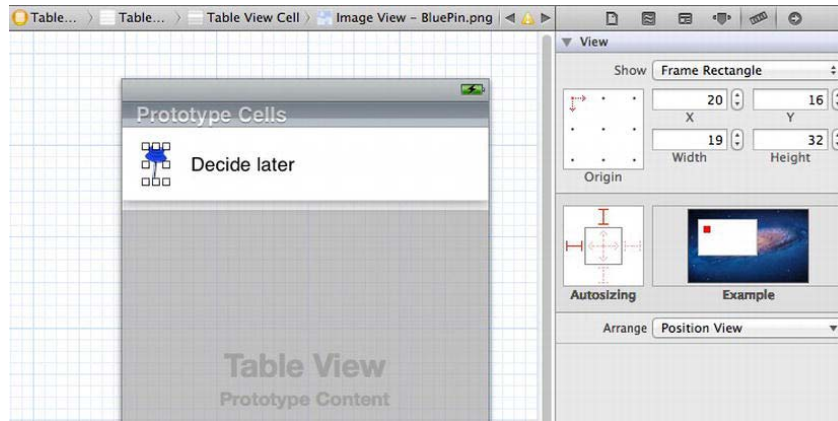 Table... Table... Table View Cell Image View – BluePin.png
View
Show Frame Rectangle
20 16
X Y
19 32
Width Height
Origin
Prototype Cells
Decide later
Autosizing Example
Arrange Position View
Table View
Prototype Content